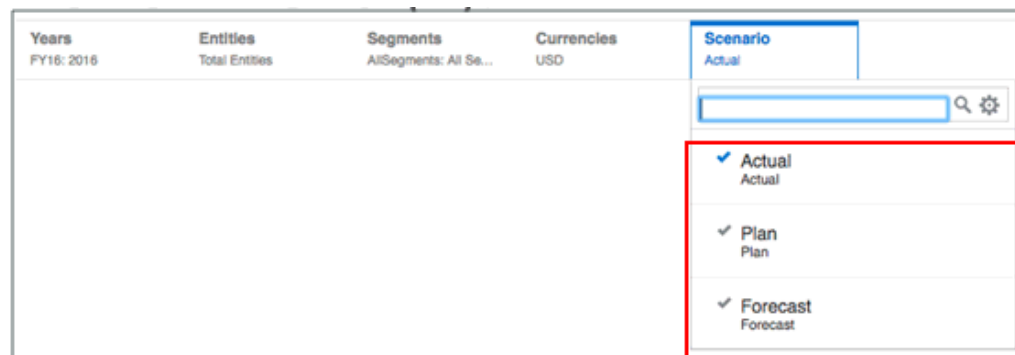 Years
FY16: 2016
Entities
Total Entities
Segments
AllSegments: All Se...
Currencies
USD
Scenario
Actual
Actual
Actual
Plan
Plan
Forecast
Forecast